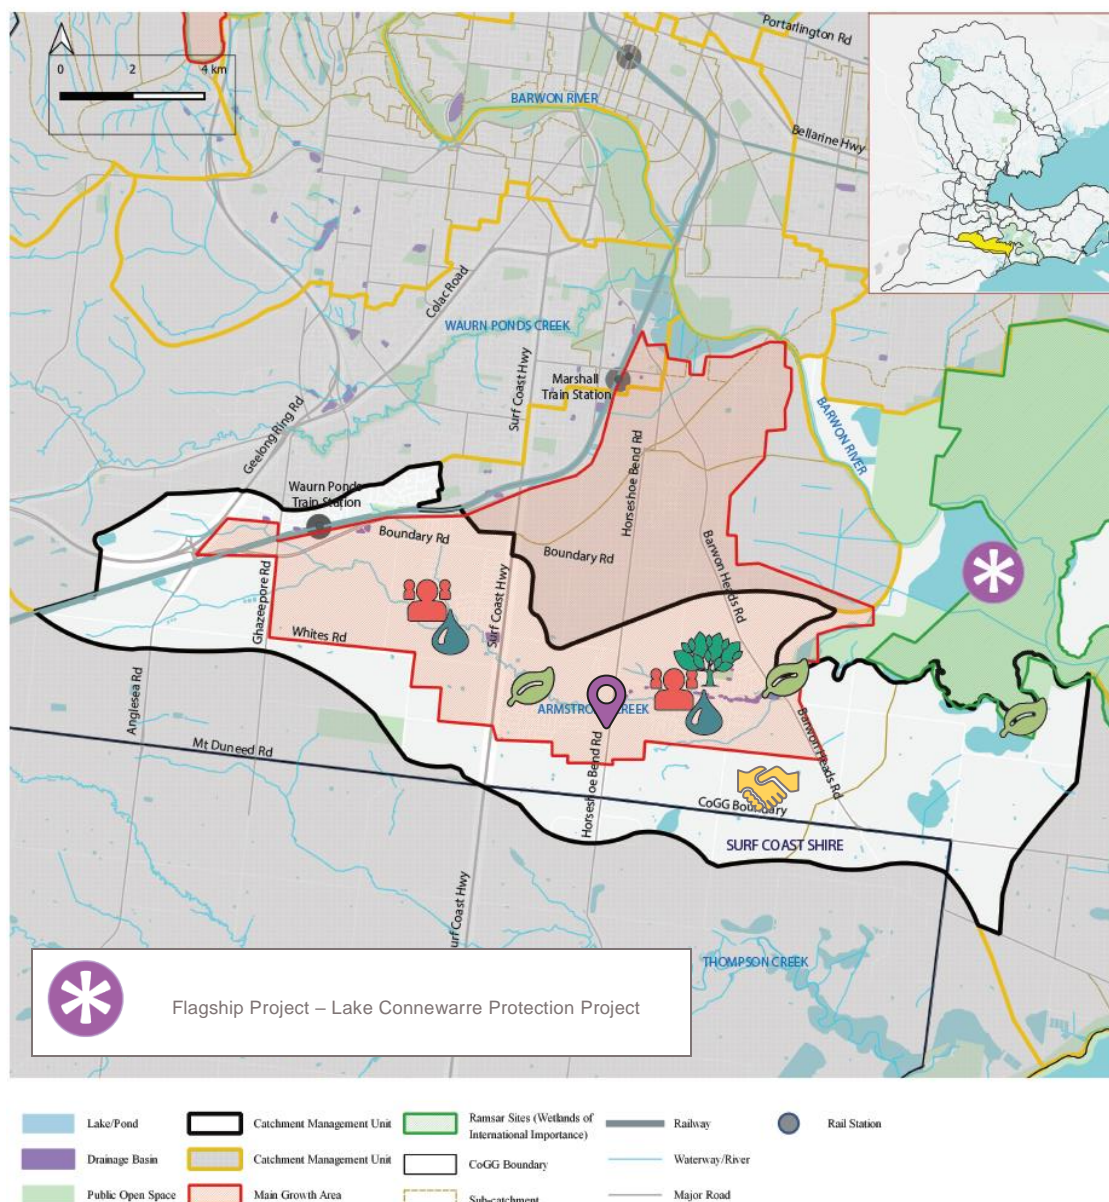 Portarlington Rd
0 2 4 km
BARWON RIVER
Bellarine Hwy
Colac Road
WAURN PONDS CREEK
Surf Coast Hwy
Marshall
Train Station
Geelong Ring Rd
BARWON RIVER
Horseshoe Bend Rd
Waurn Ponds
Train Station
Boundary Rd
Boundary Rd
Barwon Heads Rd
Ghazeepore Rd
Surf Coast Hwy
Whites Rd
Anglesea Rd
ARMSTRO CREEK
Barwon Heads Rd
Mt Duneed Rd
Horseshoe Bend Rd
CoGG Boundary
SURF COAST SHIRE
urf Coast Hwy
THOMPSON CREEK
Flagship Project – Lake Connewarre Protection Project
Lake/Pond
Catchment Management Unit
Ramsar Sites (Wetlands of
International Importance)
Railway
Rail Station
Drainage Basin
Catchment Management Unit
CoGG Boundary
Waterway/River
Public Open Space
Main Growth Area
Sub-catchment
Major Road